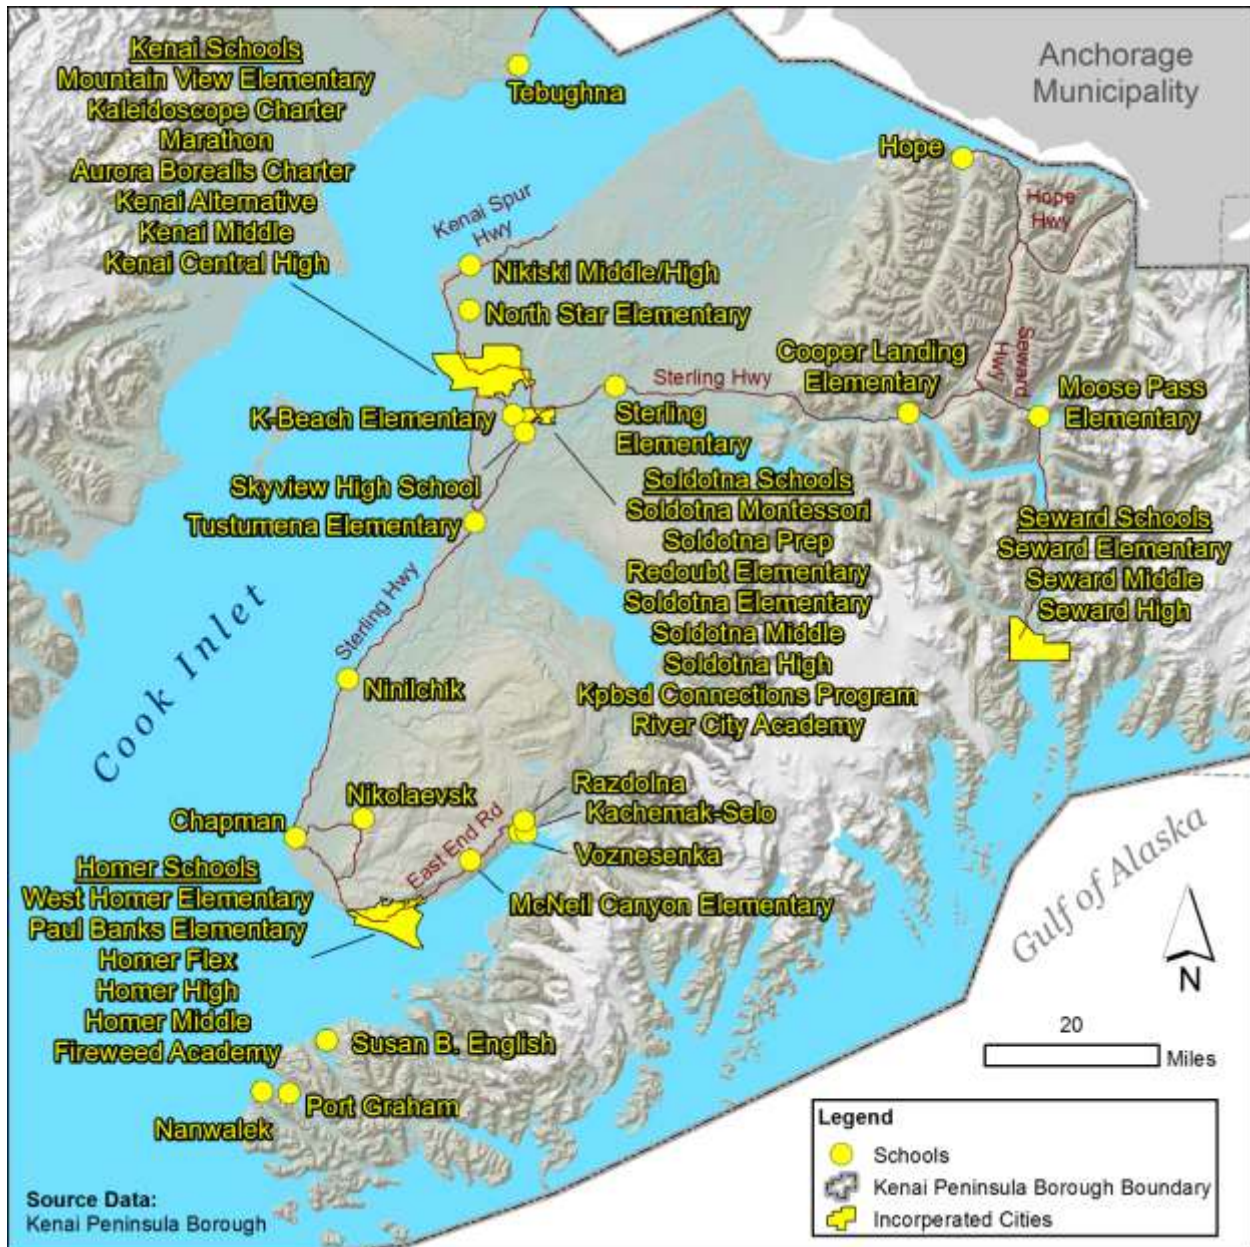 Kenai Schools
Mountain View Elementary
Kaleidoscope Charter
Marathon
Aurora Borealis Charter
Kenai Alternative
Kenai Middle
Kenai Central High
Tebughna
Anchorage
Municipality
Hope
Hope
Hwy
Kenai Spur
Hwy
Nikiski Middle/High
North Star Elementary
Cooper Landing
Elementary
Seward
Hwy
Sterling Hwy
Moose Pass
Elementary
K-Beach Elementary
Sterling
Elementary
Skyview High School
Tustumena Elementary
Soldotna Schools
Soldotna Montessori
Soldotna Prep
Redoubt Elementary
Soldotna Elementary
Soldotna Middle
Soldotna High
Kpbsd Connections Program
River City Academy
Seward Schools
Seward Elementary
Seward Middle
Seward High
Cook Inlet
Sterling Hwy
Ninilchik
Nikolaevsk
Chapman
Razdolna
Kachemak-Selo
Voznesenka
East End Rd
McNeil Canyon Elementary
Homer Schools
West Homer Elementary
Paul Banks Elementary
Homer Flex
Homer High
Homer Middle
Fireweed Academy
Susan B. English
Port Graham
Nanwalek
Gulf of Alaska
N
20
Miles
Legend
Schools
Kenai Peninsula Borough Boundary
Incorperated Cities
Source Data:
Kenai Peninsula Borough